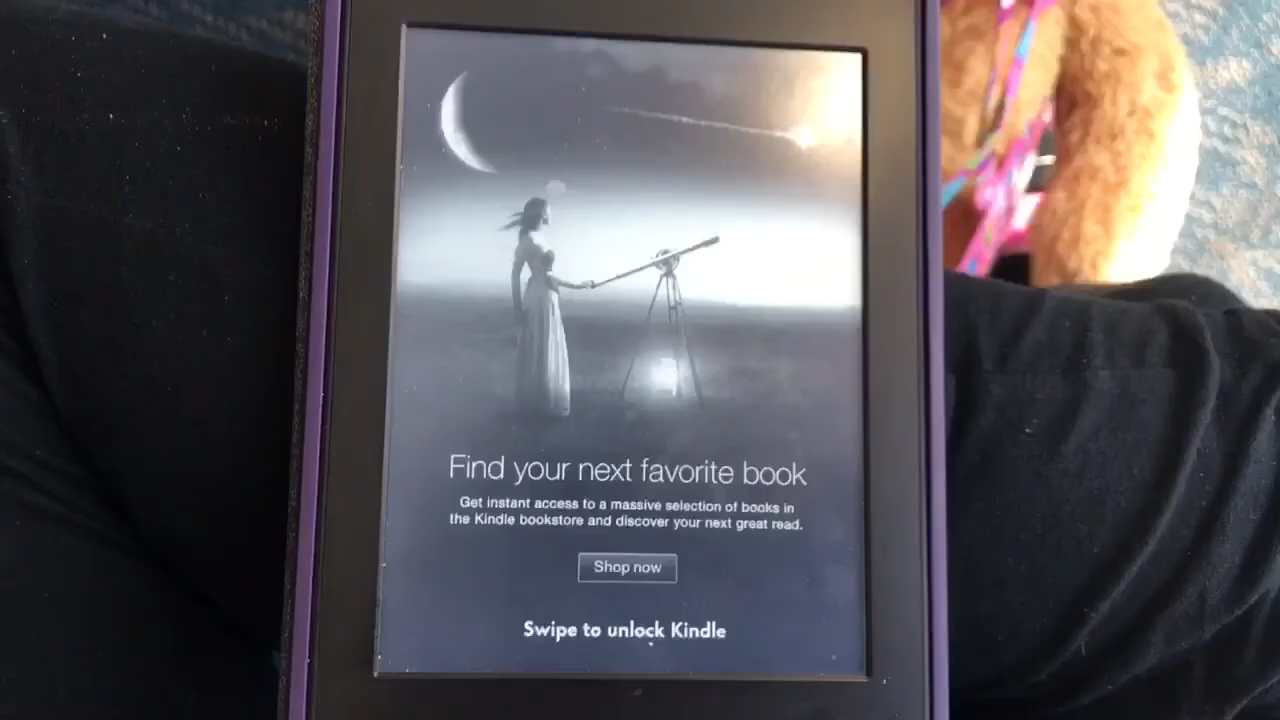 Find your next favorite book
Get instant access to a massive selection of books in
the Kindle bookstore and discover your next great read.
Shop now
Swipe to unlock Kindle